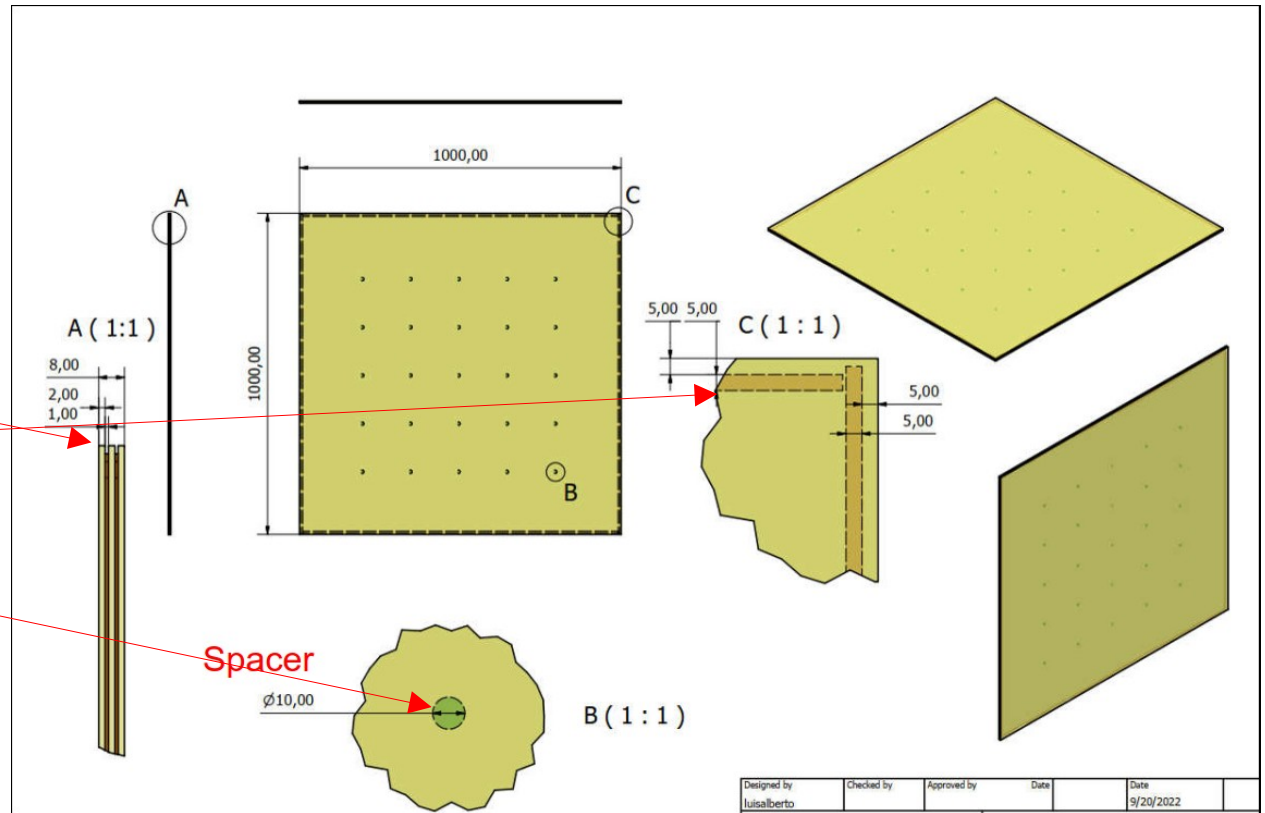 1000,00
A
C
A ( 1:1 )
8,00
2,00
1,00
1000,00
B
5,00 5,00
C ( 1 : 1 )
5,00
5,00
Spacer
Ø10,00
B ( 1 : 1 )
Designed by
luisalberto
Checked by
Approved by
Date
Date
9/20/2022